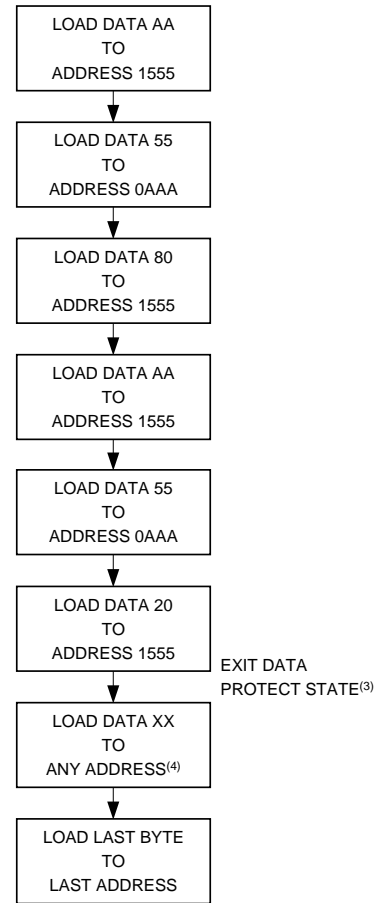 LOAD DATA AA
TO
ADDRESS 1555
LOAD DATA 55
TO
ADDRESS 0AAA
LOAD DATA 80
TO
ADDRESS 1555
LOAD DATA AA
TO
ADDRESS 1555
LOAD DATA 55
TO
ADDRESS 0AAA
LOAD DATA 20
TO
ADDRESS 1555
EXIT DATA
PROTECT STATE(3)
LOAD DATA XX
TO
ANY ADDRESS(4)
LOAD LAST BYTE
TO
LAST ADDRESS